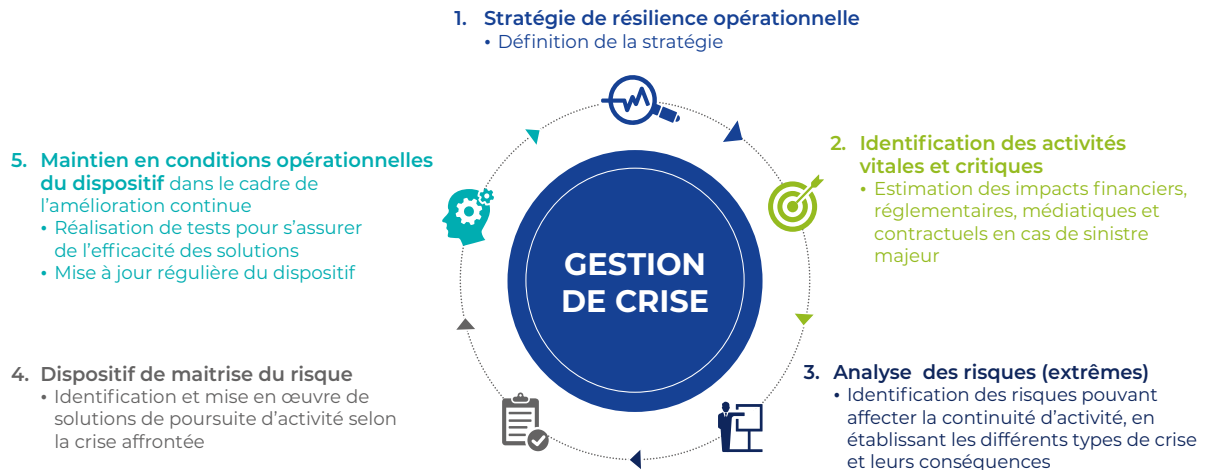 1. Stratégie de résilience opérationnelle
• Définition de la stratégie
2. Identification des activités
vitales et critiques
• Estimation des impacts financiers,
réglementaires, médiatiques et
contractuels en cas de sinistre
majeur
3. Analyse des risques (extrêmes)
• Identification des risques pouvant
affecter la continuité d’activité, en
établissant les différents types de crise
et leurs conséquences
4. Dispositif de maitrise du risque
• Identification et mise en œuvre de
solutions de poursuite d’activité selon
la crise affrontée
5. Maintien en conditions opérationnelles
du dispositif dans le cadre de
l’amélioration continue
• Réalisation de tests pour s’assurer
de l’efficacité des solutions
• Mise à jour régulière du dispositif
GESTION
DE CRISE